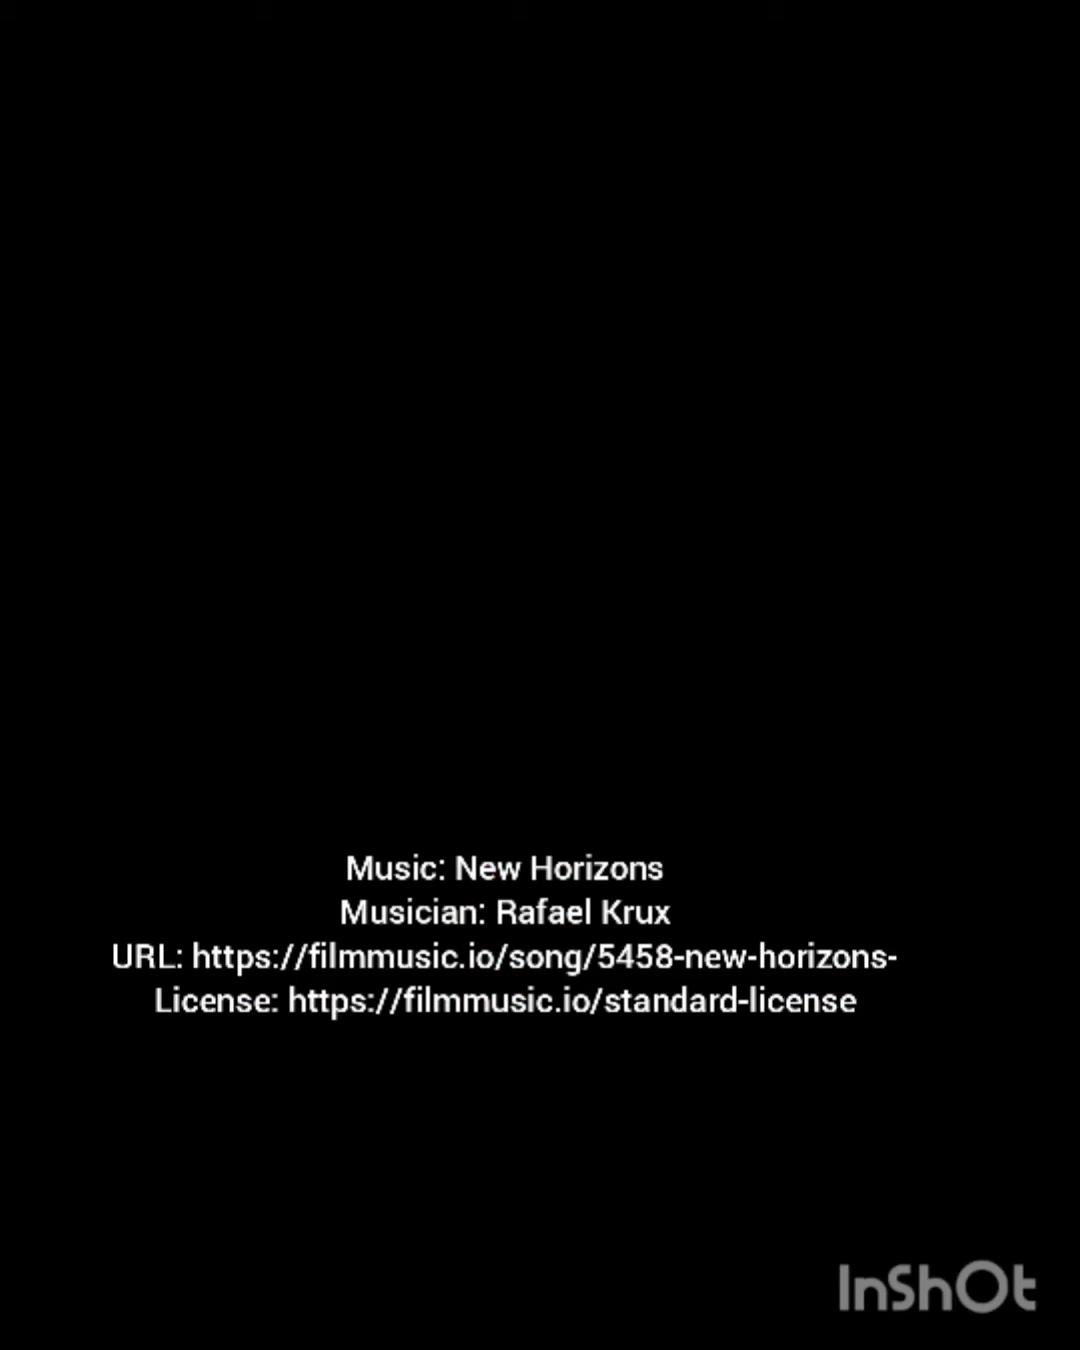 Music: New Horizons
Musician: Rafael Krux
URL: https://filmmusic.io/song/5458-new-horizons-
License: https://filmmusic.io/standard-license
InShOt